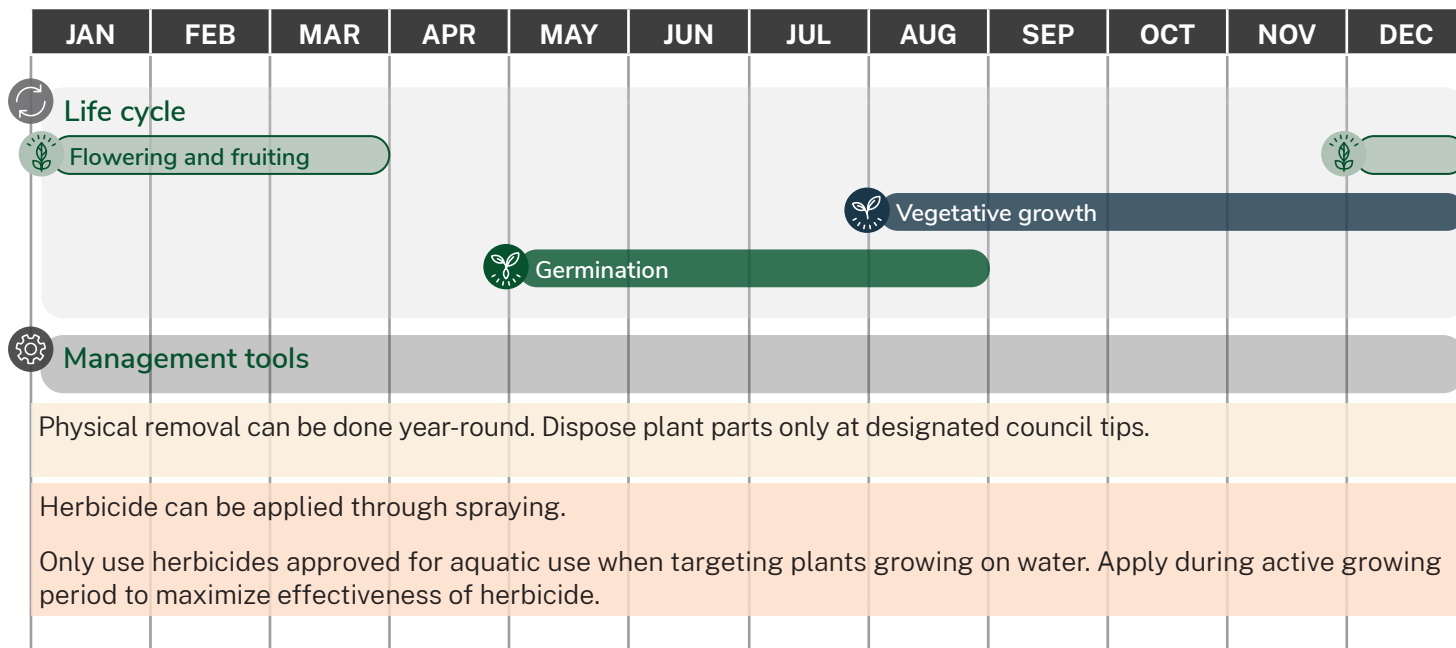 JAN FEB MAR APR MAY JUN JUL AUG SEP OCT NOV DEC
Life cycle
Flowering and fruiting
Vegetative growth
Germination
Management tools
Physical removal can be done year-round. Dispose plant parts only at designated council tips.
Herbicide can be applied through spraying.
Only use herbicides approved for aquatic use when targeting plants growing on water. Apply during active growing
period to maximize effectiveness of herbicide.